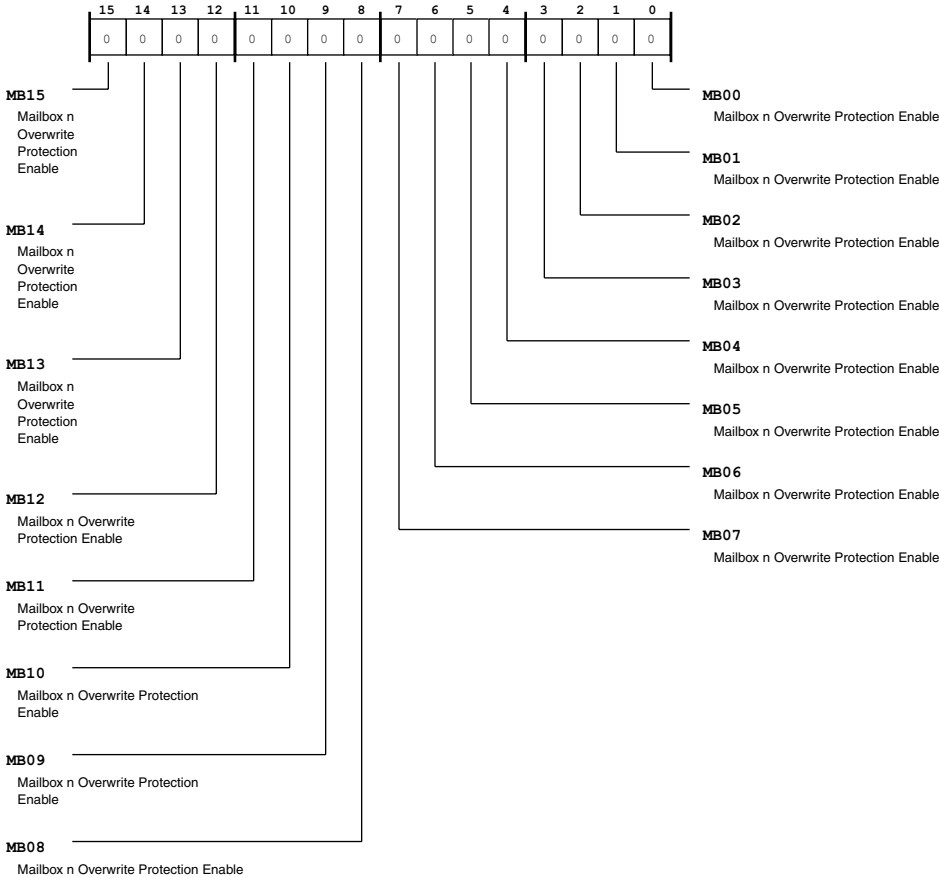 15 14 13 12 11 10 9 8 7 6 5 4 3 2 1 0
0 0 0 0 0 0 0 0 0 0 0 0 0 0 0 0
MB15
Mailbox n
Overwrite
Protection
Enable
MB14
Mailbox n
Overwrite
Protection
Enable
MB13
Mailbox n
Overwrite
Protection
Enable
MB12
Mailbox n Overwrite
Protection Enable
MB11
Mailbox n Overwrite
Protection Enable
MB10
Mailbox n Overwrite Protection
Enable
MB09
Mailbox n Overwrite Protection
Enable
MB08
Mailbox n Overwrite Protection Enable
MB00
Mailbox n Overwrite Protection Enable
MB01
Mailbox n Overwrite Protection Enable
MB02
Mailbox n Overwrite Protection Enable
MB03
Mailbox n Overwrite Protection Enable
MB04
Mailbox n Overwrite Protection Enable
MB05
Mailbox n Overwrite Protection Enable
MB06
Mailbox n Overwrite Protection Enable
MB07
Mailbox n Overwrite Protection Enable